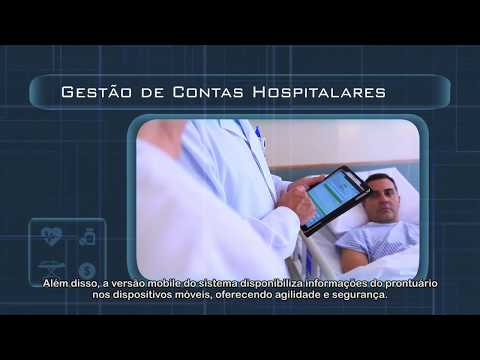 Gestão de Contas Hospitalares
Além disso, a versão mobile do sistema disponibiliza informações do prontuário
nos dispositivos móveis, oferecendo agilidade e segurança.